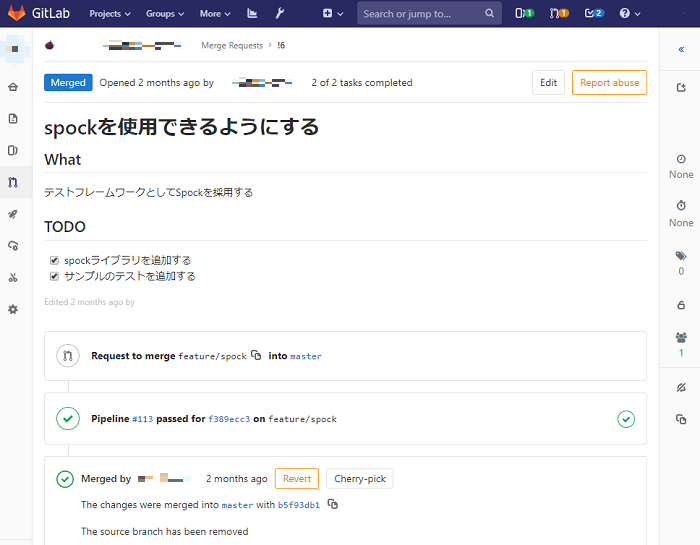 GitLab Projects Groups More Search or jump to... 1 1 2
Merge Requests > !6
Merged Opened 2 months ago by 2 of 2 tasks completed Edit Report abuse
spockを使用できるようにする
What
テストフレームワークとしてSpockを採用する
TODO
spockライブラリを追加する
サンプルのテストを追加する
Edited 2 months ago by
Request to merge feature/spock into master
Pipeline #113 passed for f389ecc3 on feature/spock
Merged by 2 months ago Revert Cherry-pick
The changes were merged into master with b5f93db1
The source branch has been removed
None
None
0
1